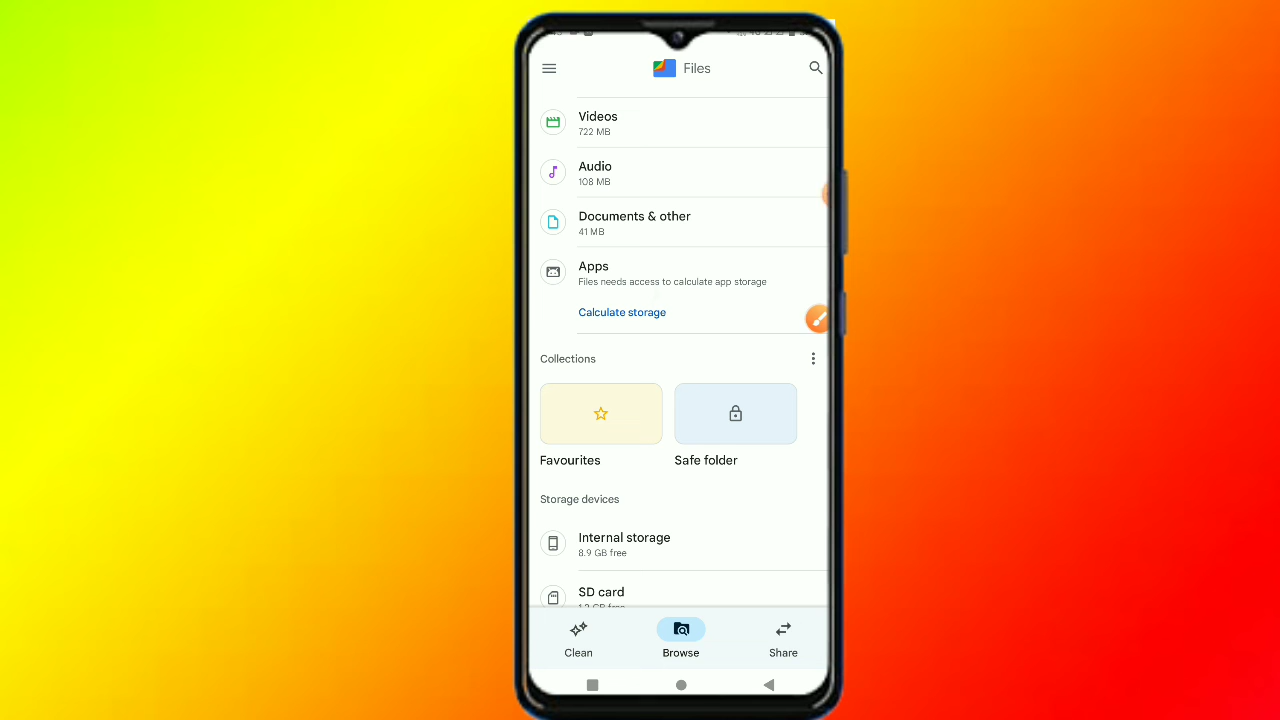 Files
Videos
722 MB
Audio
108 MB
Documents & other
41 MB
Apps
Files needs access to calculate app storage
Calculate storage
Collections
Favourites
Safe folder
Storage devices
Internal storage
8.9 GB free
SD card
Clean
Browse
Share